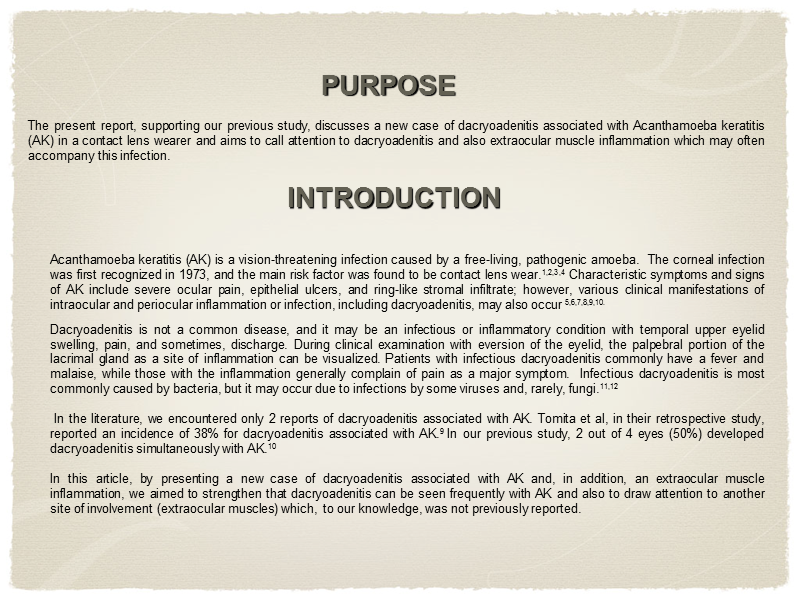 PURPOSE
The present report, supporting our previous study, discusses a new case of dacryoadenitis associated with Acanthamoeba keratitis
(AK) in a contact lens wearer and aims to call attention to dacryoadenitis and also extraocular muscle inflammation which may often
accompany this infection.
INTRODUCTION
Acanthamoeba keratitis (AK) is a vision-threatening infection caused by a free-living, pathogenic amoeba. The corneal infection
was first recognized in 1973, and the main risk factor was found to be contact lens wear.1,2,3,4 Characteristic symptoms and signs
of AK include severe ocular pain, epithelial ulcers, and ring-like stromal infiltrate; however, various clinical manifestations of
intraocular and periocular inflammation or infection, including dacryoadenitis, may also occur 5,6,7,8,9,10.
Dacryoadenitis is not a common disease, and it may be an infectious or inflammatory condition with temporal upper eyelid
swelling, pain, and sometimes, discharge. During clinical examination with eversion of the eyelid, the palpebral portion of the
lacrimal gland as a site of inflammation can be visualized. Patients with infectious dacryoadenitis commonly have a fever and
malaise, while those with the inflammation generally complain of pain as a major symptom. Infectious dacryoadenitis is most
commonly caused by bacteria, but it may occur due to infections by some viruses and, rarely, fungi.11,12
In the literature, we encountered only 2 reports of dacryoadenitis associated with AK. Tomita et al, in their retrospective study,
reported an incidence of 38% for dacryoadenitis associated with AK.9 In our previous study, 2 out of 4 eyes (50%) developed
dacryoadenitis simultaneously with AK.10
In this article, by presenting a new case of dacryoadenitis associated with AK and, in addition, an extraocular muscle
inflammation, we aimed to strengthen that dacryoadenitis can be seen frequently with AK and also to draw attention to another
site of involvement (extraocular muscles) which, to our knowledge, was not previously reported.